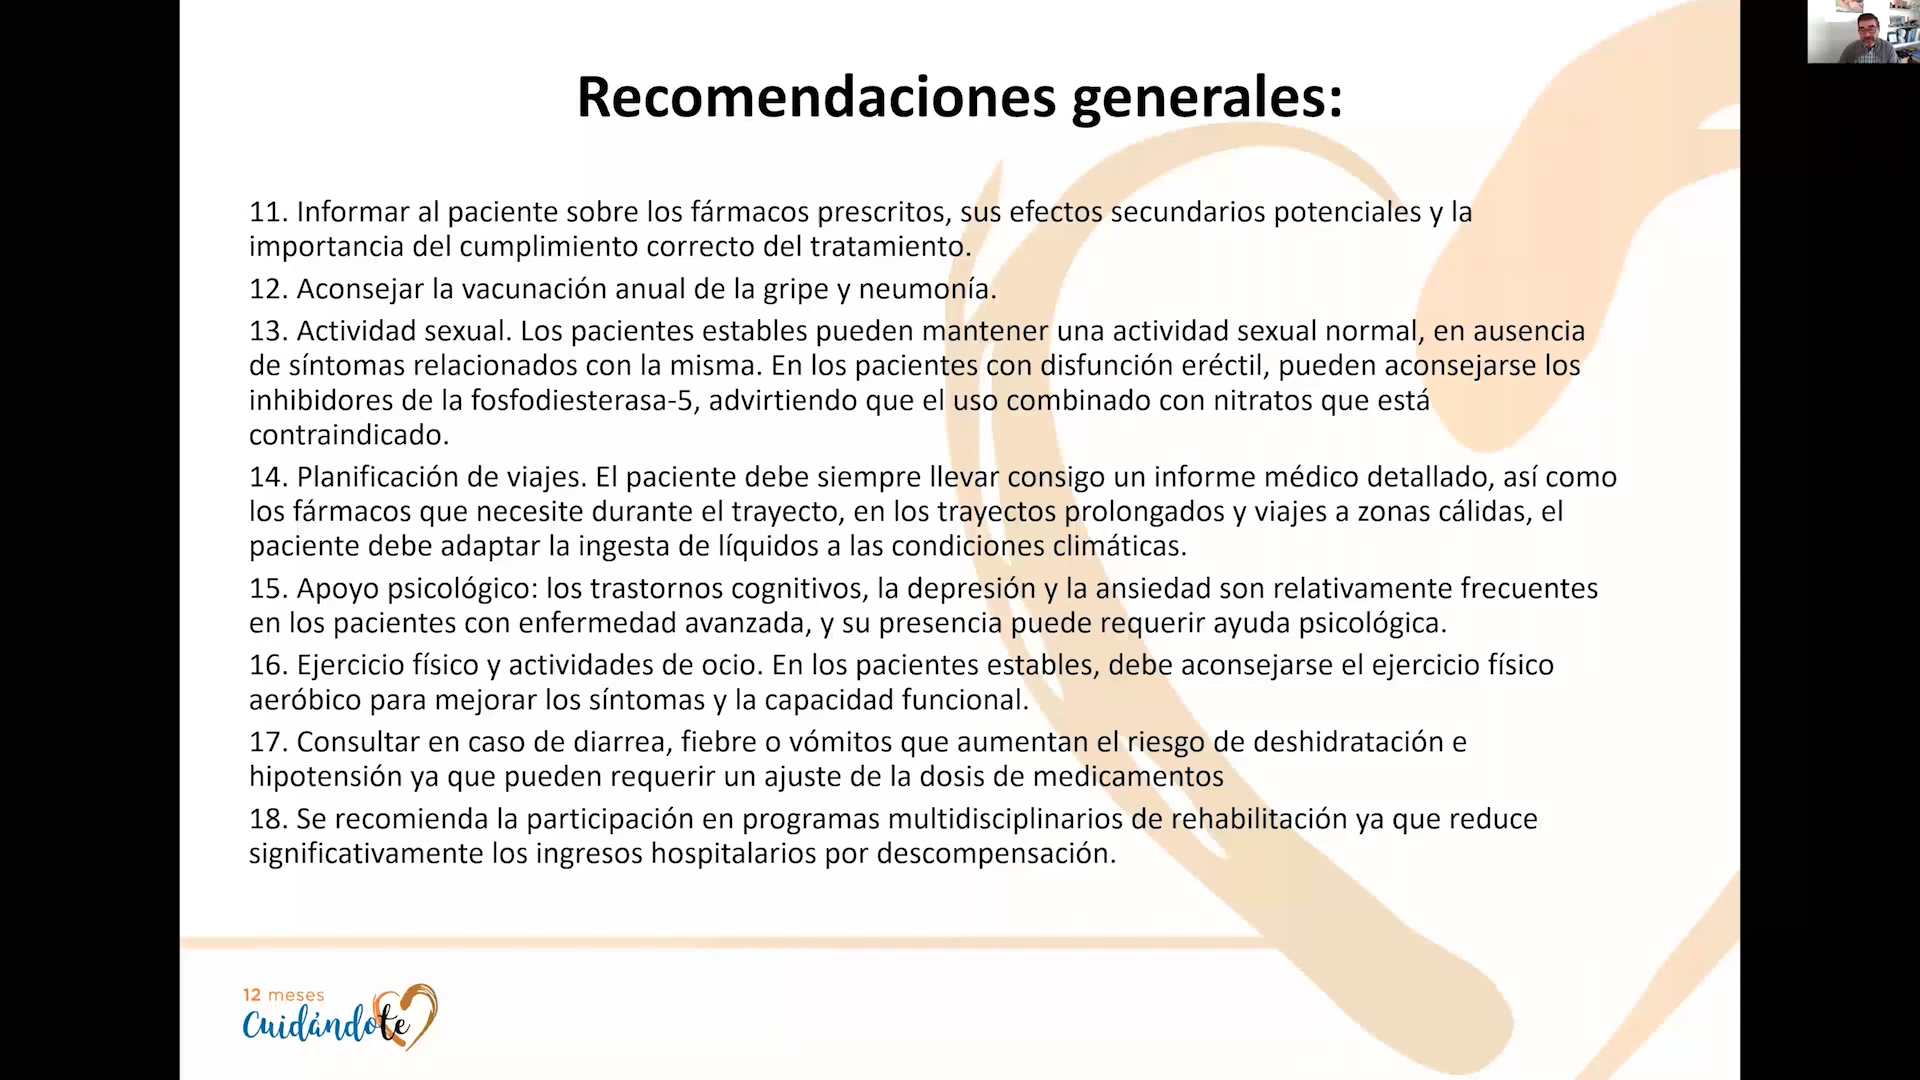 Recomendaciones generales:
11. Informar al paciente sobre los fármacos prescritos, sus efectos secundarios potenciales y la
importancia del cumplimiento correcto del tratamiento.
12. Aconsejar la vacunación anual de la gripe y neumonía.
13. Actividad sexual. Los pacientes estables pueden mantener una actividad sexual normal, en ausencia
de síntomas relacionados con la misma. En los pacientes con disfunción eréctil, pueden aconsejarse los
inhibidores de la fosfodiesterasa-5, advirtiendo que el uso combinado con nitratos que está
contraindicado.
14. Planificación de viajes. El paciente debe siempre llevar consigo un informe médico detallado, así como
los fármacos que necesite durante el trayecto, en los trayectos prolongados y viajes a zonas cálidas, el
paciente debe adaptar la ingesta de líquidos a las condiciones climáticas.
15. Apoyo psicológico: los trastornos cognitivos, la depresión y la ansiedad son relativamente frecuentes
en los pacientes con enfermedad avanzada, y su presencia puede requerir ayuda psicológica.
16. Ejercicio físico y actividades de ocio. En los pacientes estables, debe aconsejarse el ejercicio físico
aeróbico para mejorar los síntomas y la capacidad funcional.
17. Consultar en caso de diarrea, fiebre o vómitos que aumentan el riesgo de deshidratación e
hipotensión ya que pueden requerir un ajuste de la dosis de medicamentos
18. Se recomienda la participación en programas multidisciplinarios de rehabilitación ya que reduce
significativamente los ingresos hospitalarios por descompensación.
12 meses
Cuidándote